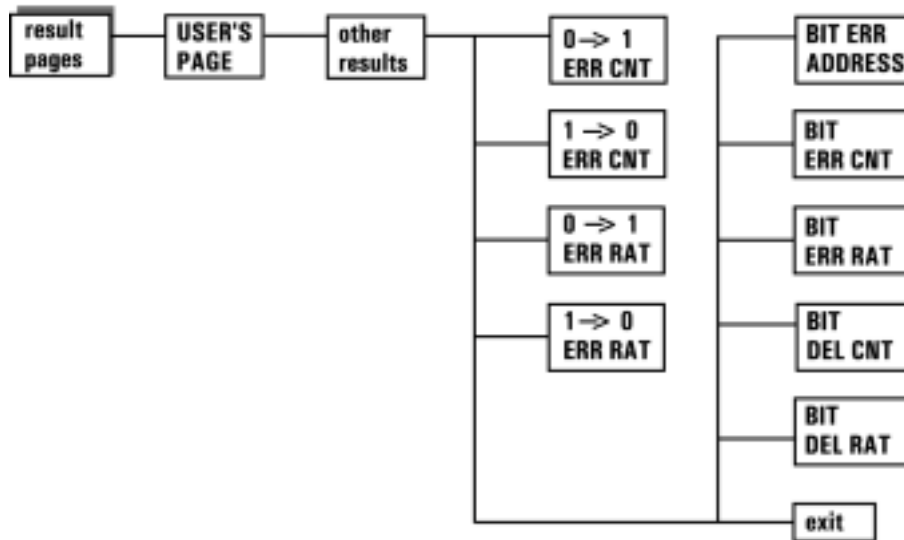 result
pages
USER'S
PAGE
other
results
0–> 1
ERR CNT
1 –> 0
ERR CNT
0 –> 1
ERR RAT
1–> 0
ERR RAT
BIT ERR
ADDRESS
BIT
ERR CNT
BIT
ERR RAT
BIT
DEL CNT
BIT
DEL RAT
exit